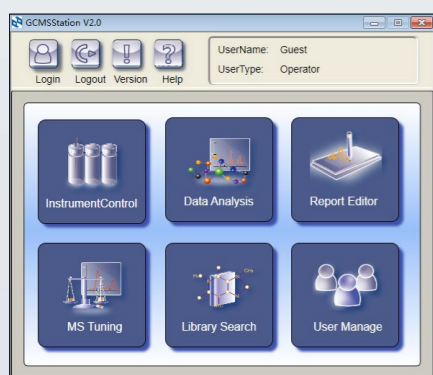 GCMSStation V2.0
Login Logout Version Help
UserName: Guest
UserType: Operator
InstrumentControl Data Analysis Report Editor
MS Tuning Library Search User Manage